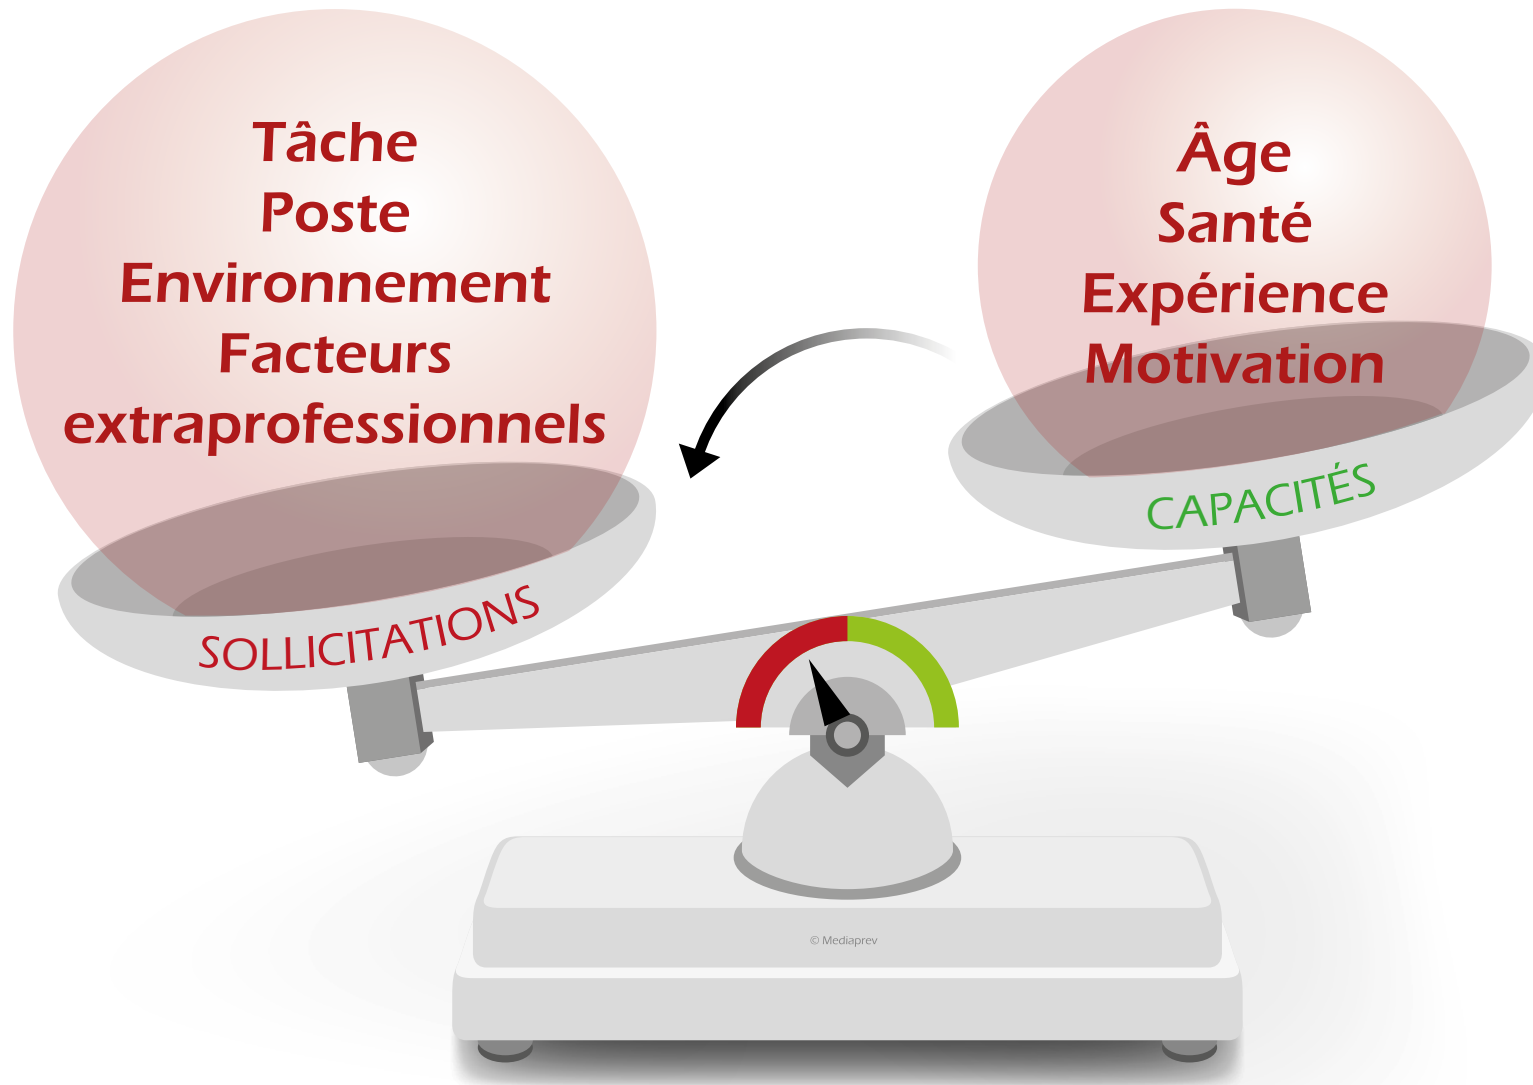 Tâche
Poste
Environnement
Facteurs
extraprofessionnels
SOLLICITATIONS
Âge
Santé
Expérience
Motivation
CAPACITÉS
© Mediaprev